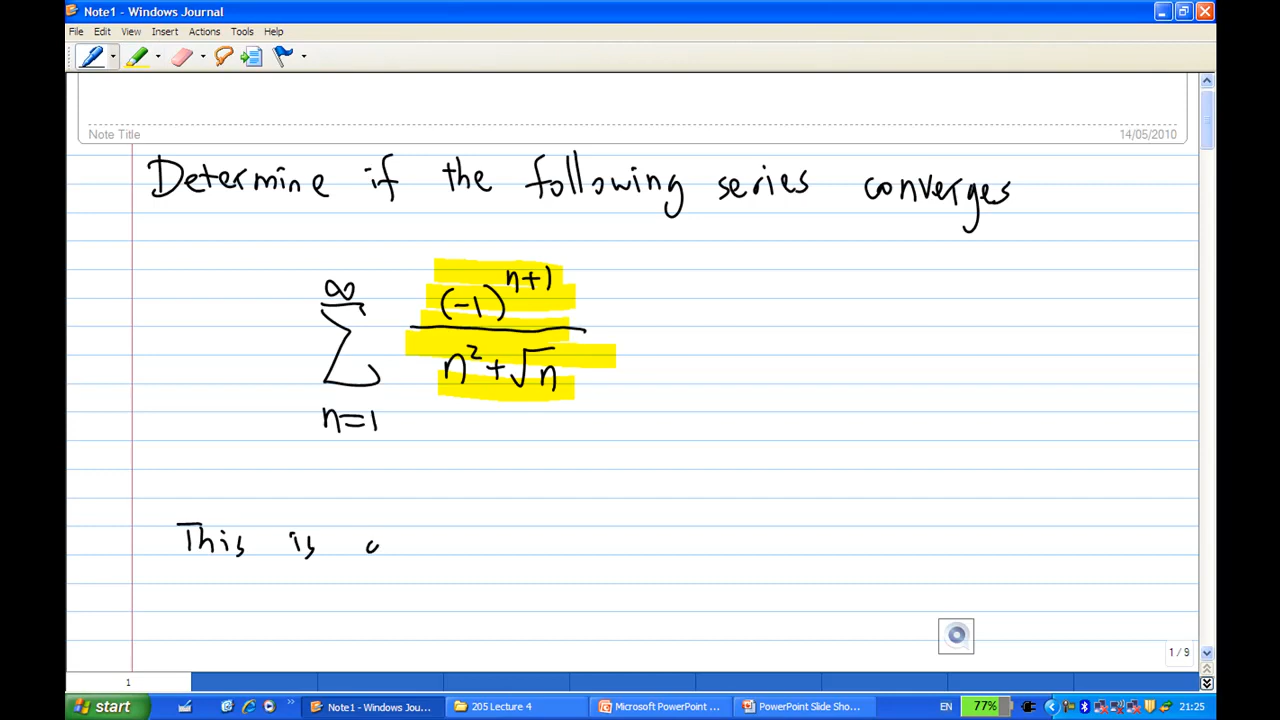 Note1 - Windows Journal
File Edit View Insert Actions Tools Help
Note Title
14/05/2010
Determine if the following series converges
∞
(-1)^{n+1}
∑
n²+√n
n=1
This is
1 / 9
1
start
Note1 - Windows Jou...
205 Lecture 4
Microsoft PowerPoint ...
PowerPoint Slide Sho...
EN
77%
21:25